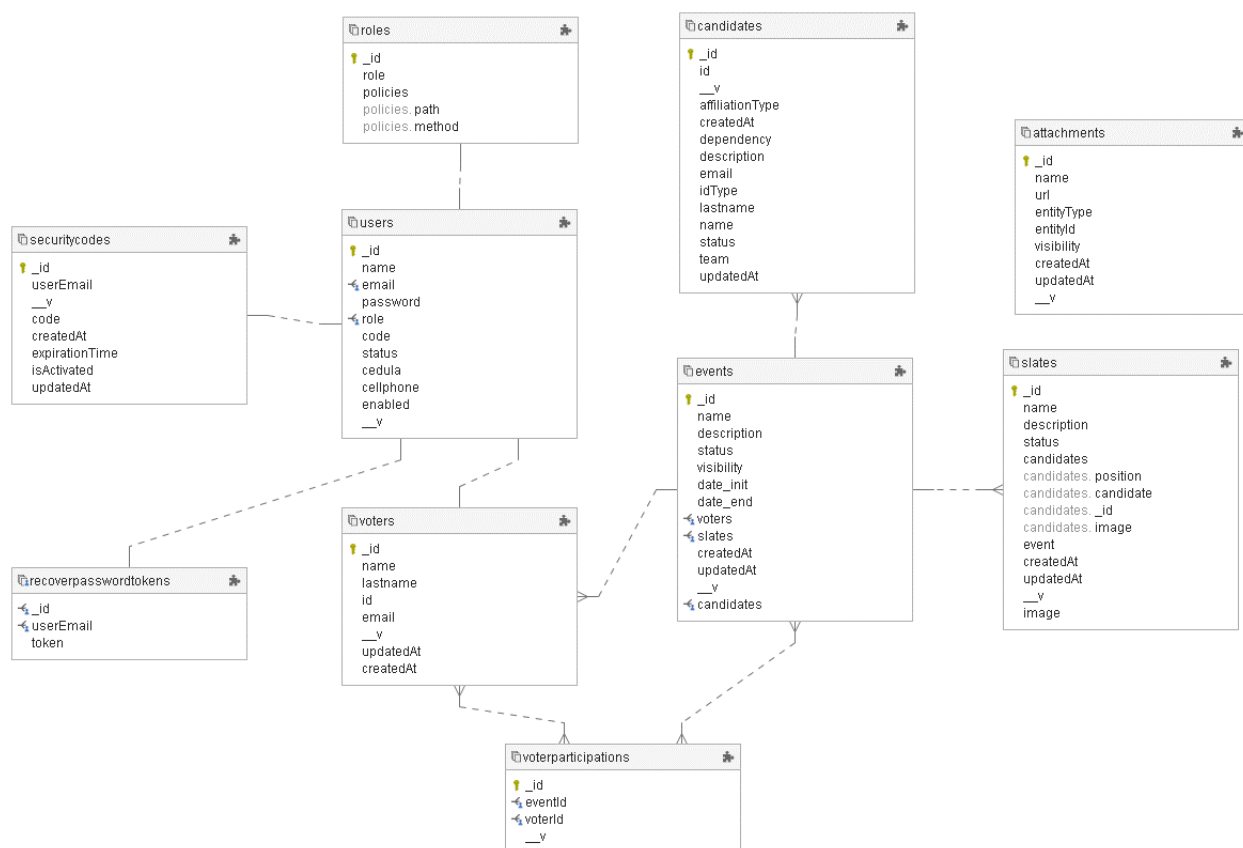 roles
_id
role
policies
policies. path
policies. method
candidates
_id
id
__v
affiliationType
createdAt
dependency
description
email
idType
lastname
name
status
team
updatedAt
attachments
_id
name
url
entityType
entityId
visibility
createdAt
updatedAt
__v
users
_id
name
email
password
role
code
status
cedula
cellphone
enabled
__v
securitycodes
_id
userEmail
__v
code
createdAt
expirationTime
isActivated
updatedAt
events
_id
name
description
status
visibility
date_init
date_end
voters
slates
createdAt
updatedAt
__v
candidates
slates
_id
name
description
status
candidates
candidates. position
candidates. candidate
candidates. _id
candidates. image
event
createdAt
updatedAt
__v
image
voters
_id
name
lastname
id
email
__v
updatedAt
createdAt
recoverpasswordtokens
_id
userEmail
token
voterparticipations
_id
eventId
voterId
__v